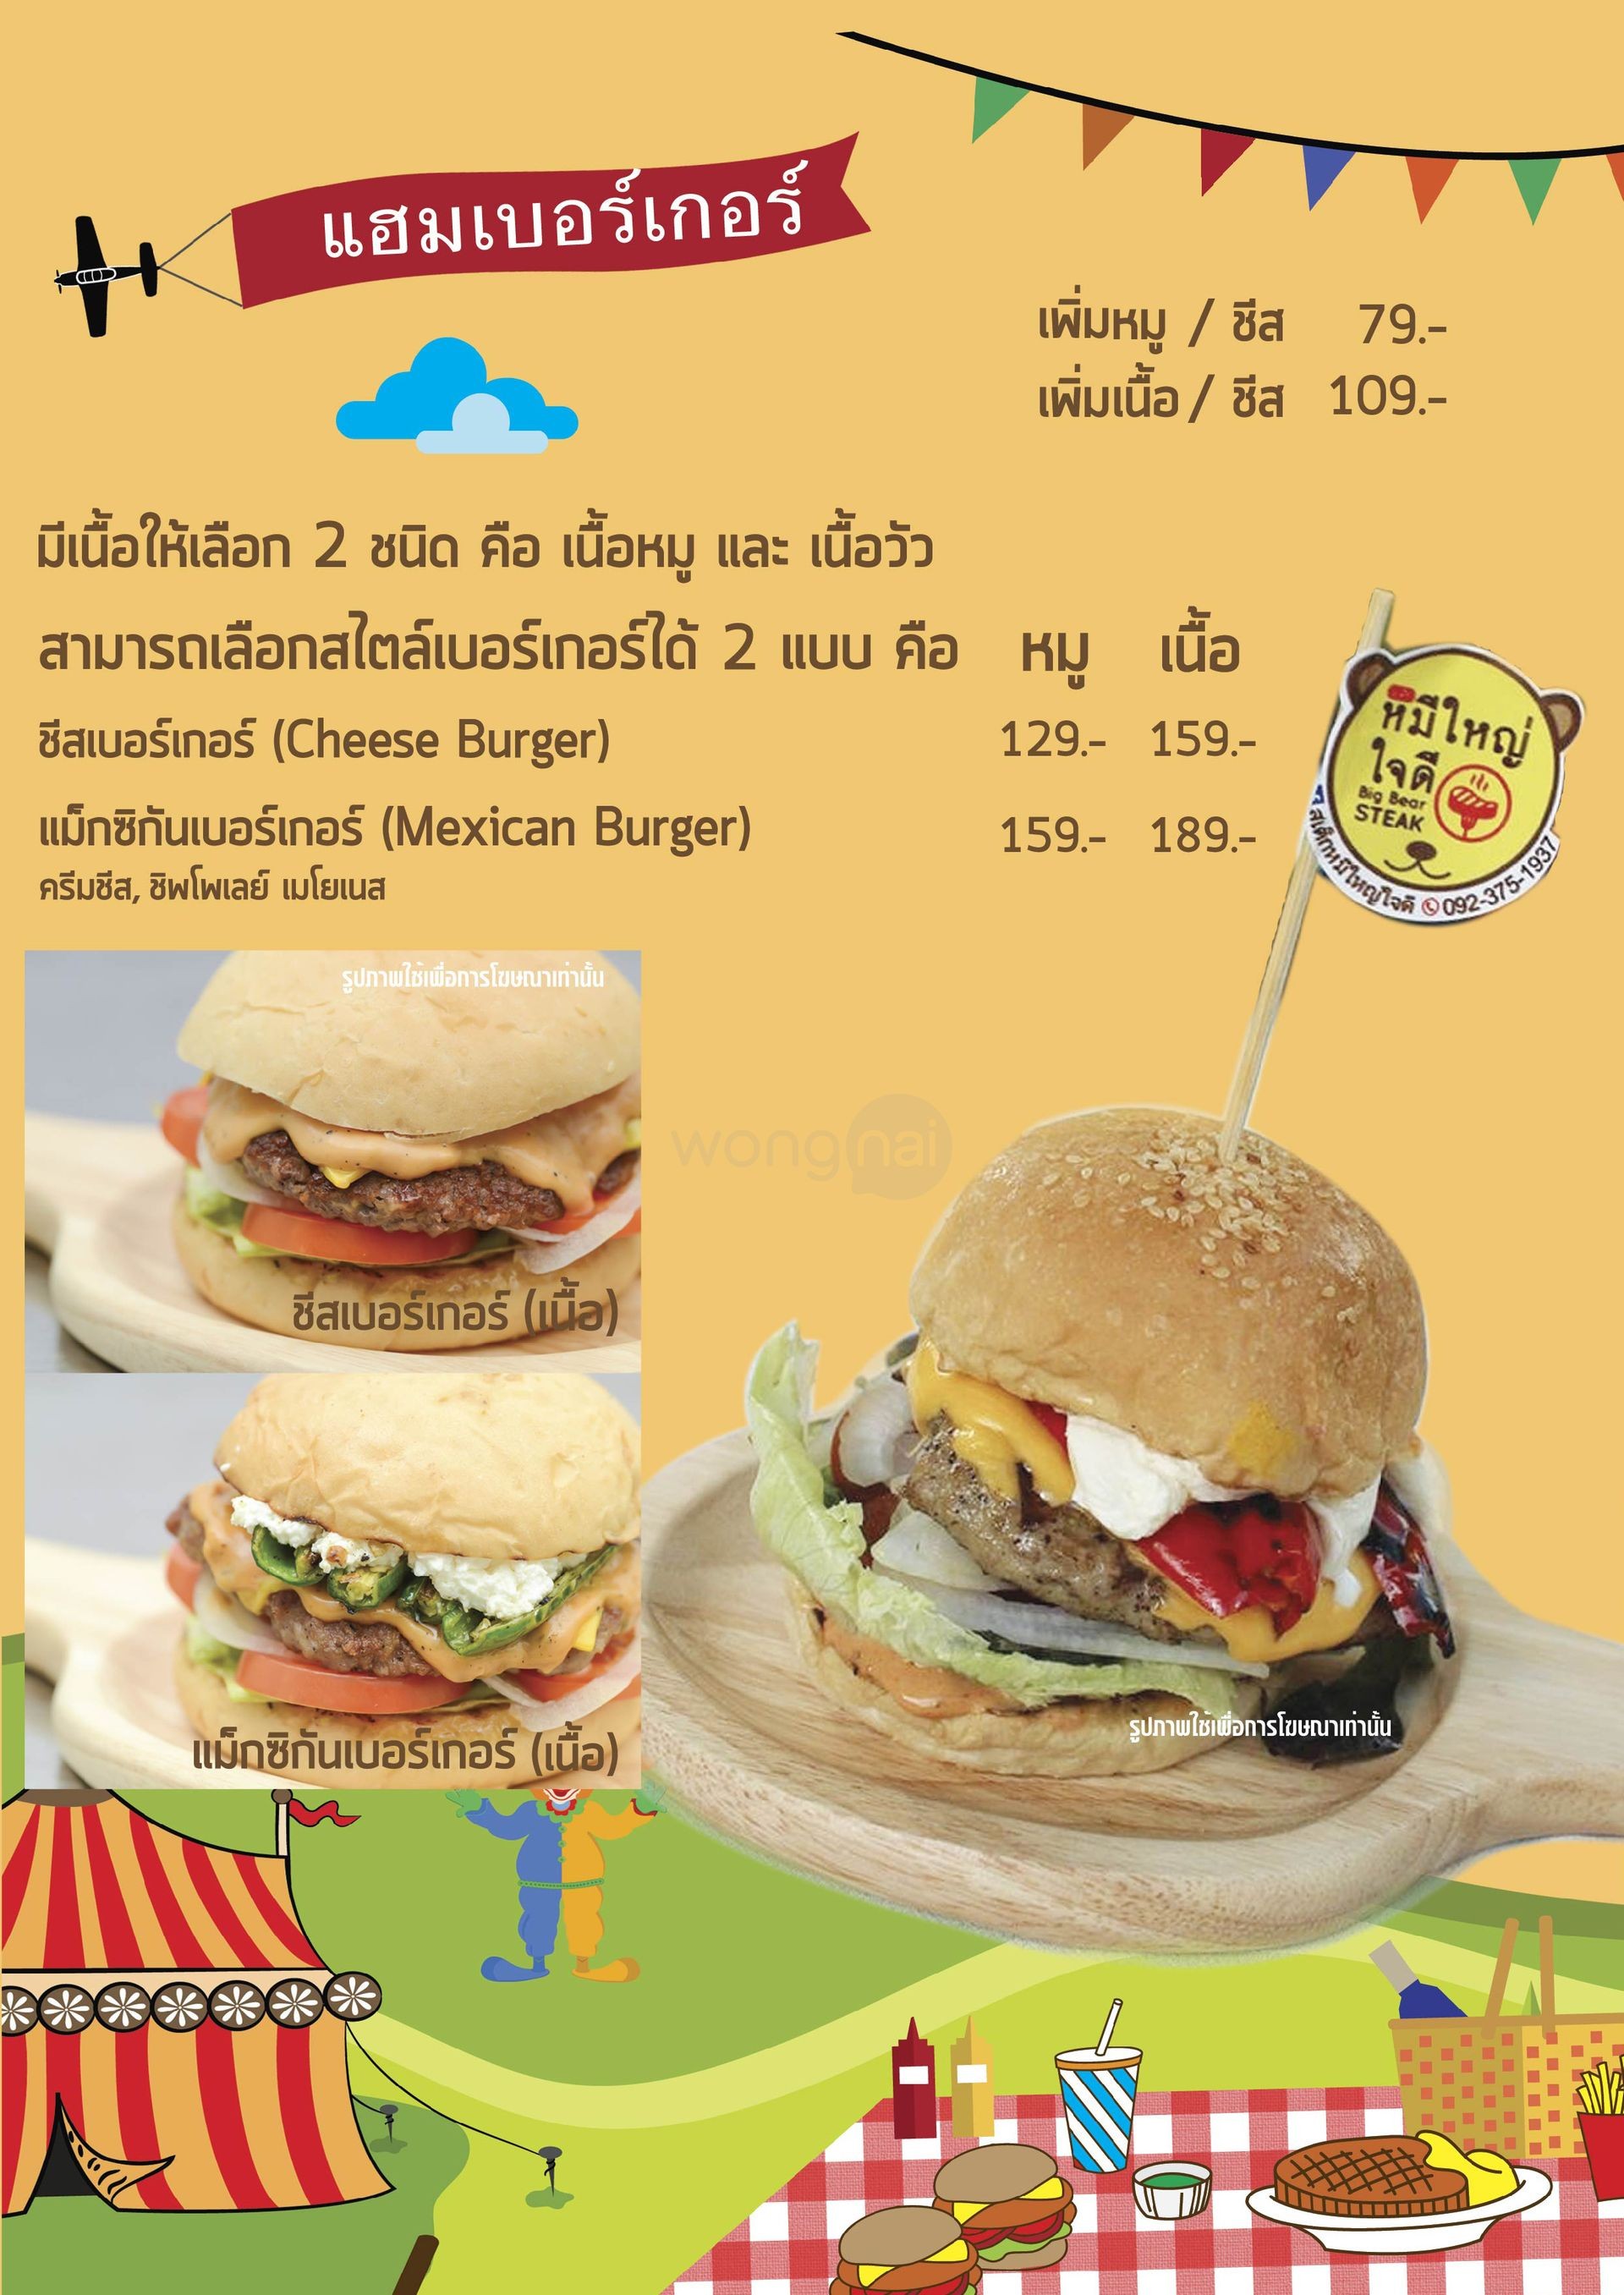 แฮมเบอร์เกอร์
เพิ่มหมู / ชีส 79.-
เพิ่มเนื้อ / ชีส 109.-
มีเนื้อให้เลือก 2 ชนิด คือ เนื้อหมู และ เนื้อวัว
สามารถเลือกสไตล์เบอร์เกอร์ได้ 2 แบบ คือ หมู เนื้อ
ชีสเบอร์เกอร์ (Cheese Burger) 129.- 159.-
แม็กซิกันเบอร์เกอร์ (Mexican Burger) 159.- 189.-
ครีมชีส, ชิพโพเลย์ เมโยเนส
หมีใหญ่
ใจดี
Big Bear
STEAK
สเต็กหมีใหญ่ใจดี 092-375-1937
รูปภาพใช้เพื่อการโฆษณาเท่านั้น
wongnai
ชีสเบอร์เกอร์ (เนื้อ)
รูปภาพใช้เพื่อการโฆษณาเท่านั้น
แม็กซิกันเบอร์เกอร์ (เนื้อ)